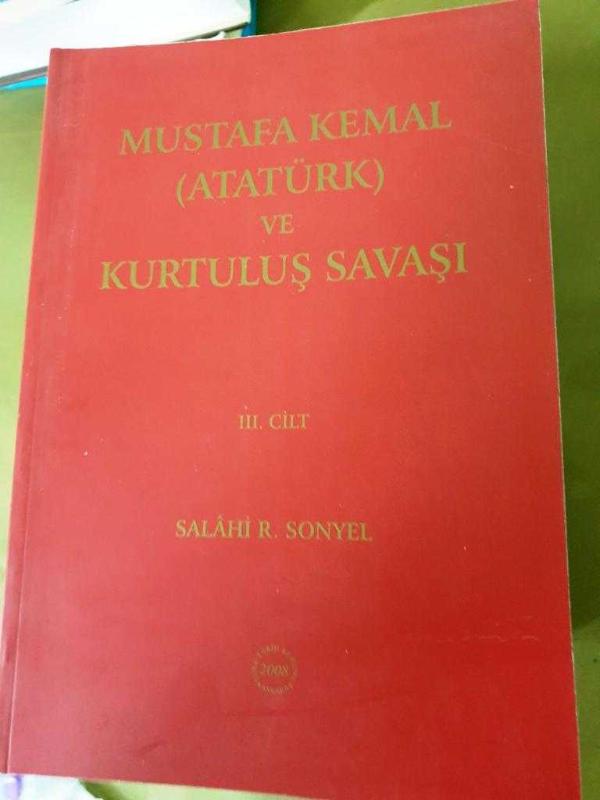 MUSTAFA KEMAL
(ATATÜRK)
VE
KURTULUŞ SAVAŞI
III. CİLT
SALÂHİ R. SONYEL
2008